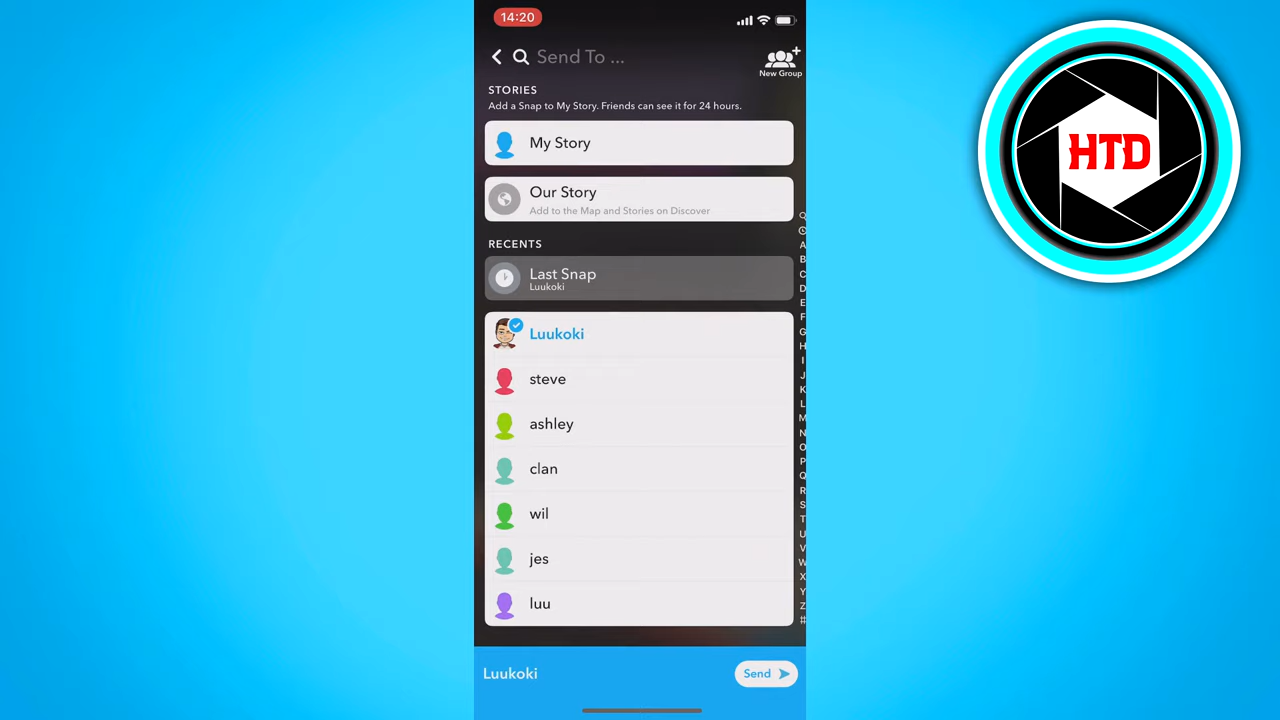 14:20
Send To ...
New Group
STORIES
Add a Snap to My Story. Friends can see it for 24 hours.
My Story
Our Story
Add to the Map and Stories on Discover
RECENTS
Last Snap
Luukoki
Luukoki
steve
ashley
clan
wil
jes
luu
A
B
C
D
E
F
G
H
I
J
K
L
M
N
O
P
Q
R
S
T
U
V
W
X
Y
Z
#
Luukoki
Send
HTD